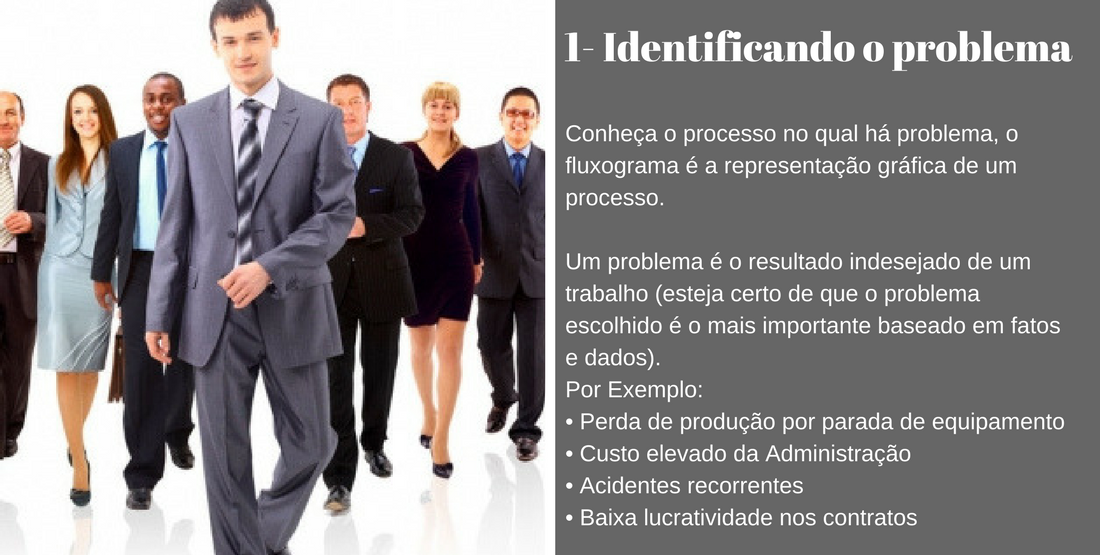 1- Identificando o problema
Conheça o processo no qual há problema, o
fluxograma é a representação gráfica de um
processo.
Um problema é o resultado indesejado de um
trabalho (esteja certo de que o problema
escolhido é o mais importante baseado em fatos
e dados).
Por Exemplo:
• Perda de produção por parada de equipamento
• Custo elevado da Administração
• Acidentes recorrentes
• Baixa lucratividade nos contratos